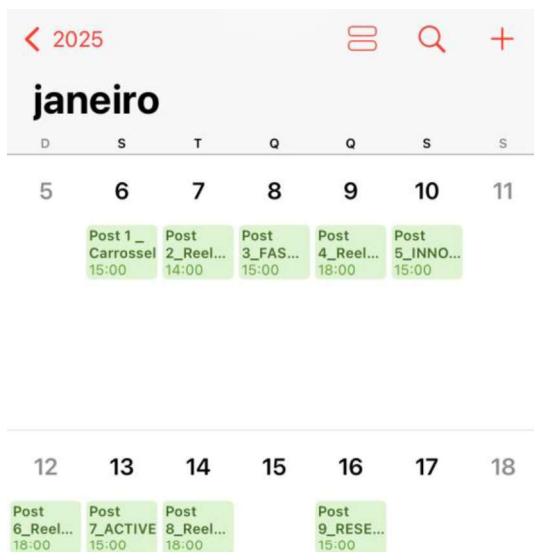 2025
janeiro
D S T Q Q S S
5 6 7 8 9 10 11
Post 1 _ Post Post Post Post
Carrossel 2_Reel... 3_FAS... 4_Reel... 5_INNO...
15:00 14:00 15:00 18:00 15:00
12 13 14 15 16 17 18
Post Post Post Post
6_Reel... 7_ACTIVE 8_Reel... 9_RESE...
18:00 15:00 18:00 15:00